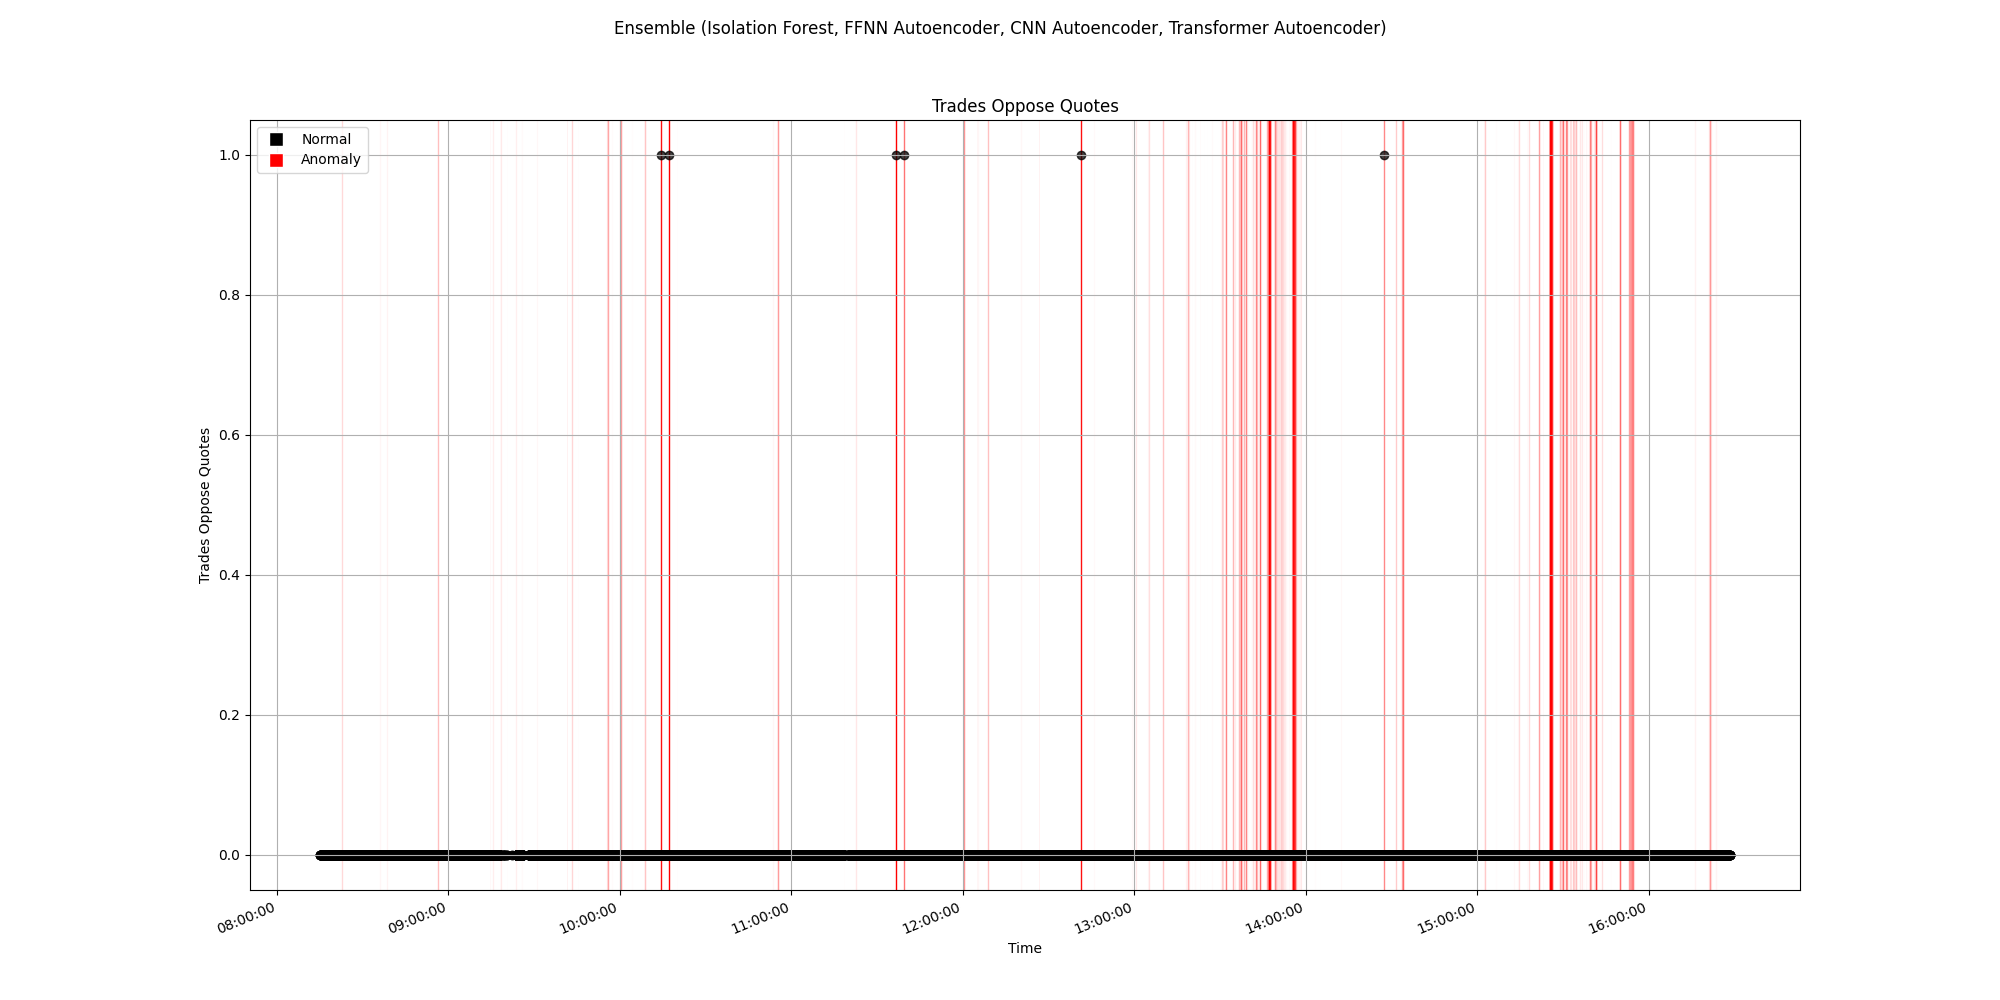 Ensemble (Isolation Forest, FFNN Autoencoder, CNN Autoencoder, Transformer Autoencoder)
Trades Oppose Quotes
Normal
Anomaly
1.0
0.8
0.6
0.4
0.2
0.0
Trades Oppose Quotes
08:00:00
09:00:00
10:00:00
11:00:00
12:00:00
13:00:00
14:00:00
15:00:00
16:00:00
Time